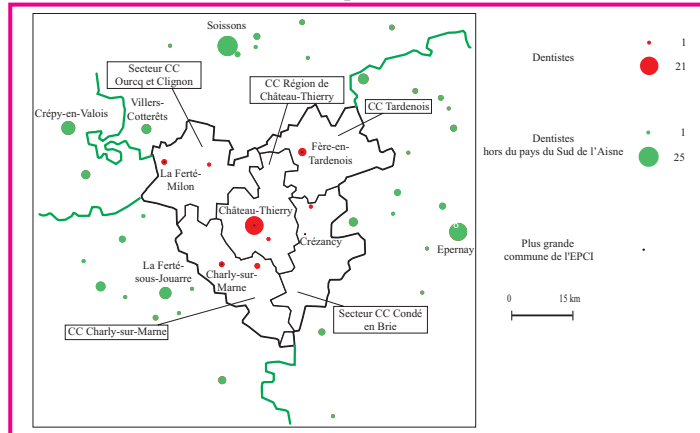 Soissons
Secteur CC
Ourcq et Clignon
CC Région de
Château-Thierry
CC Tardenois
Crépy-en-Valois
Villers-
Cotterêts
Fère-en-
Tardenois
La Ferté-
Milon
Château-Thierry
Crézancy
Epernay
La Ferté-
sous-Jouarre
Charly-sur-
Marne
CC Charly-sur-Marne
Secteur CC Condé
en Brie
Dentistes
1
21
Dentistes
hors du pays du Sud de l'Aisne
1
25
Plus grande
commune de l'EPCI
0
15 km